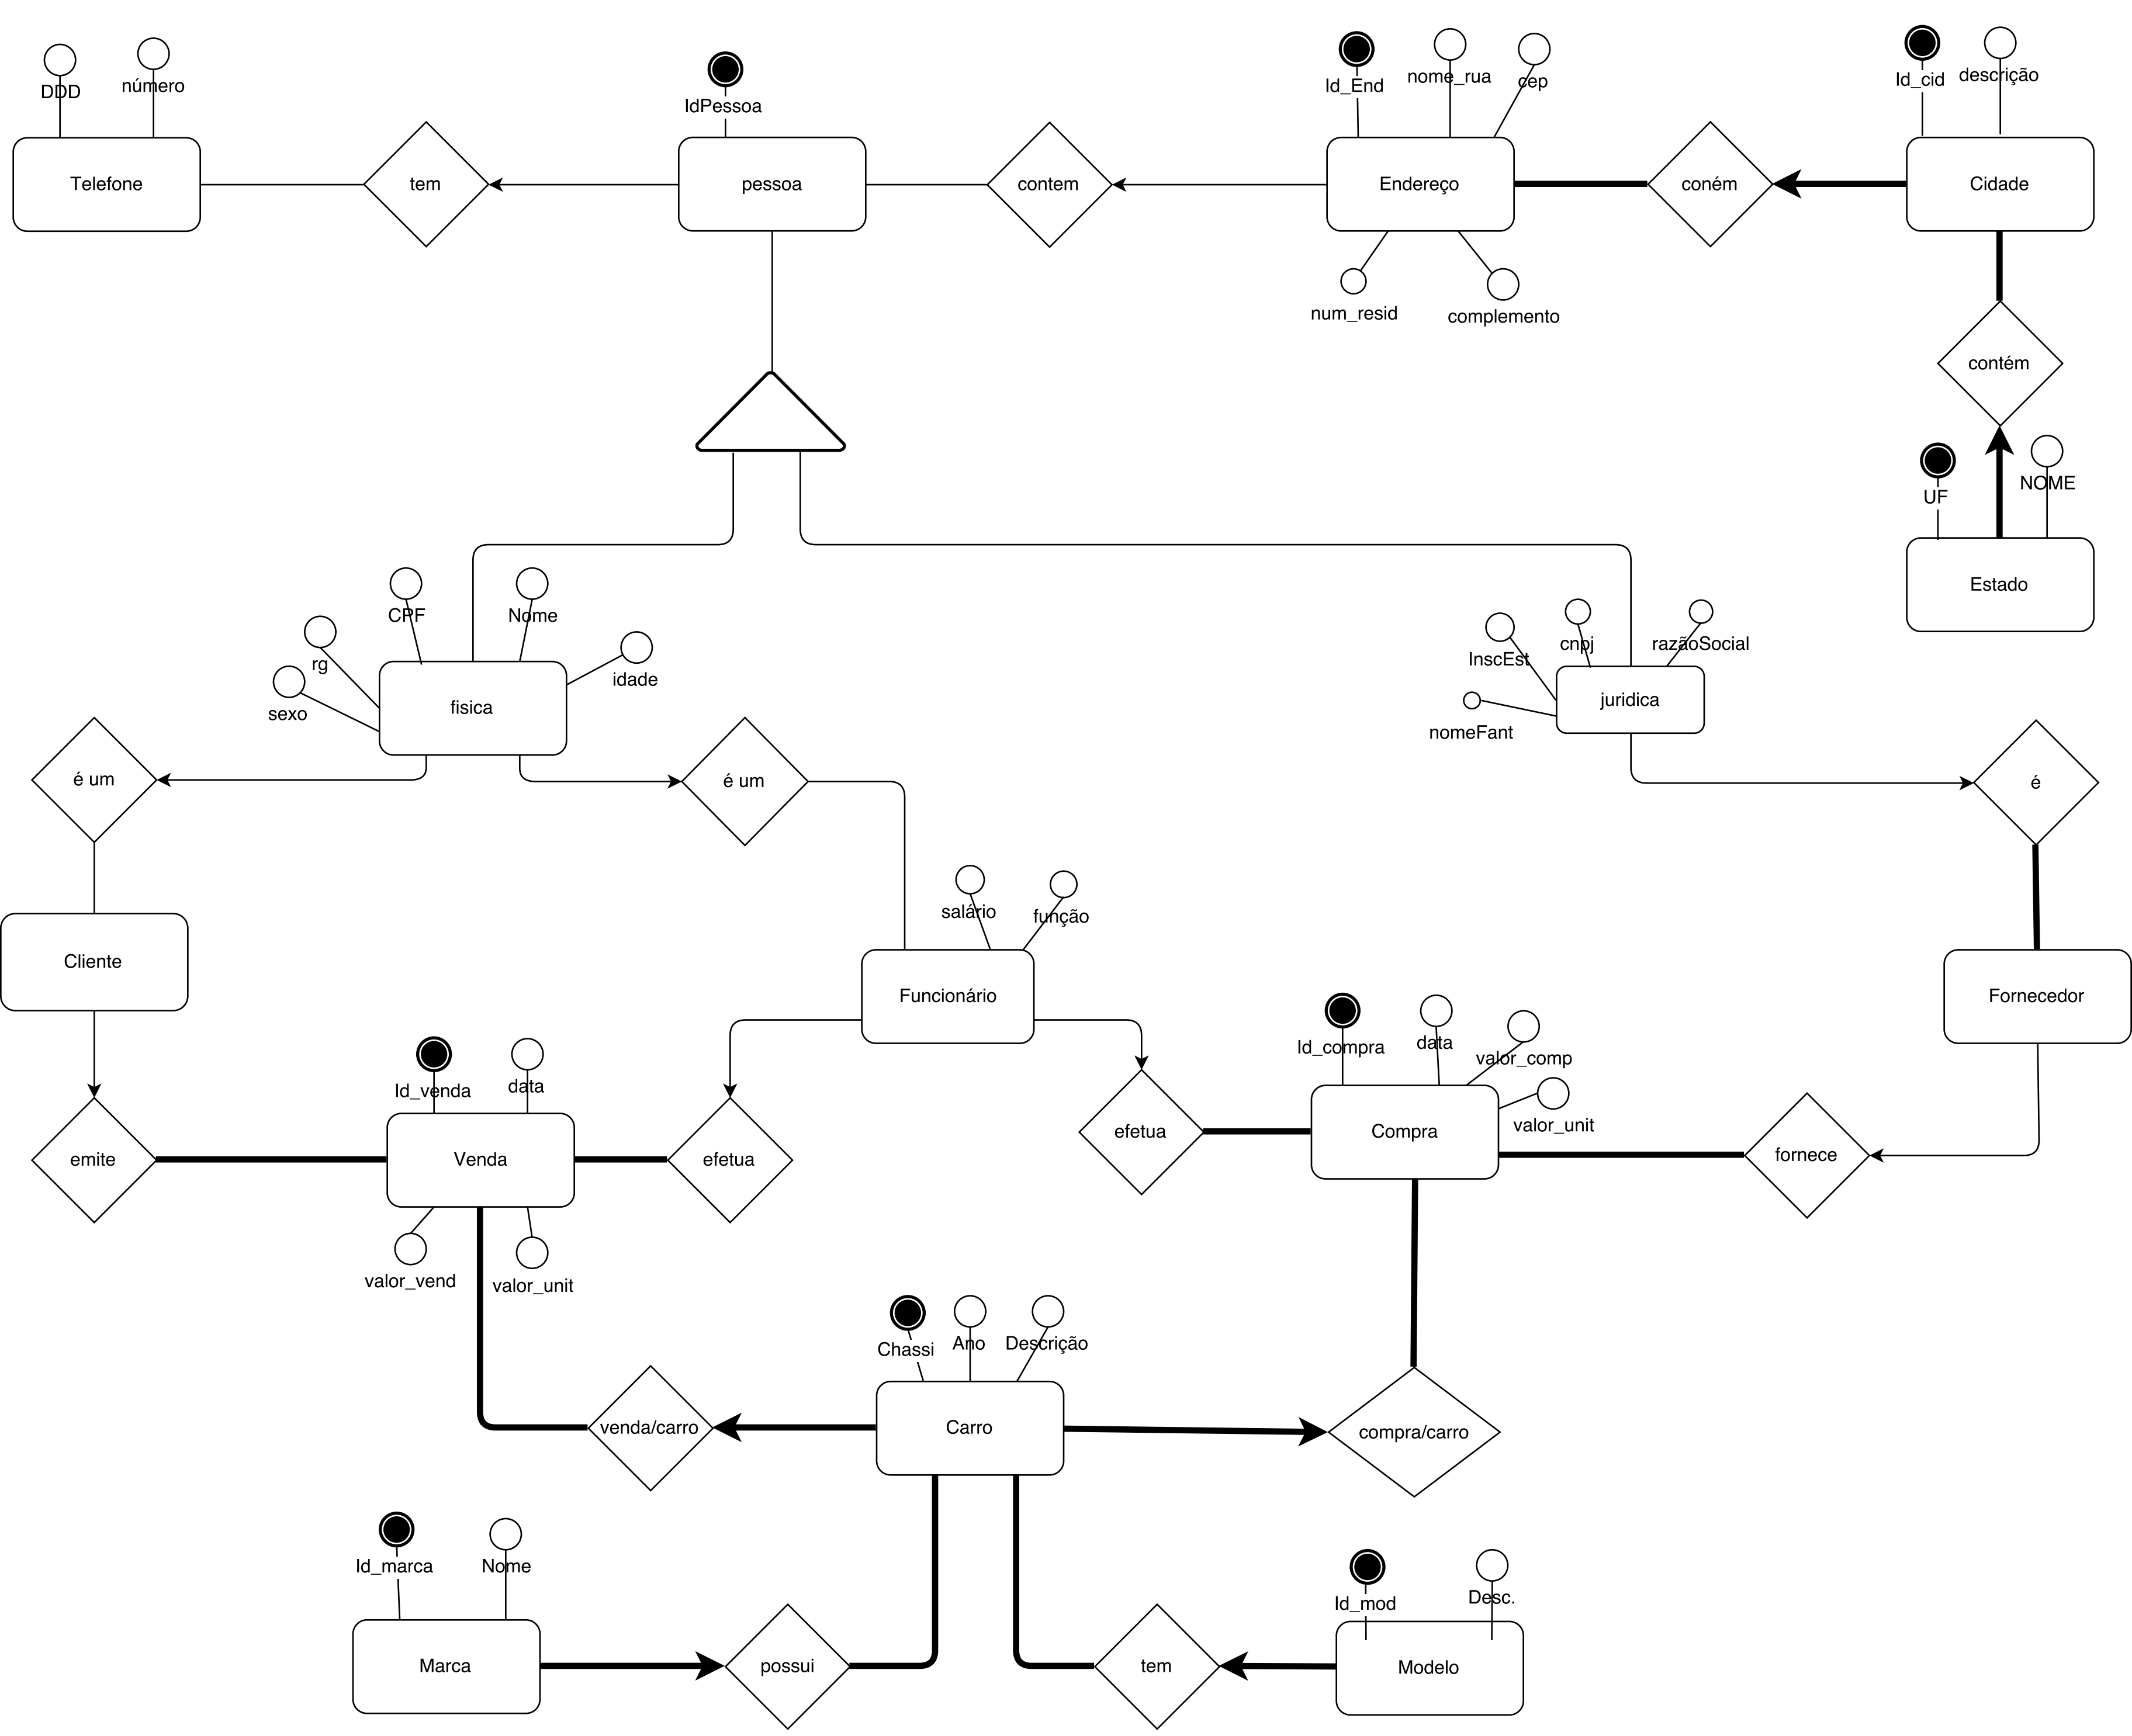 DDD
número
IdPessoa
Id_End
nome_rua
cep
Id_cid
descrição
Telefone
tem
pessoa
contem
Endereço
coném
Cidade
num_resid
complemento
contém
UF
NOME
Estado
CPF
Nome
rg
idade
sexo
fisica
InscEst
cnpj
razãoSocial
nomeFant
juridica
é um
é um
é
salário
função
Cliente
Funcionário
Fornecedor
Id_venda
data
Id_compra
data
valor_comp
valor_unit
emite
Venda
efetua
efetua
Compra
fornece
valor_vend
valor_unit
Chassi
Ano
Descrição
venda/carro
Carro
compra/carro
Id_marca
Nome
Id_mod
Desc.
Marca
possui
tem
Modelo